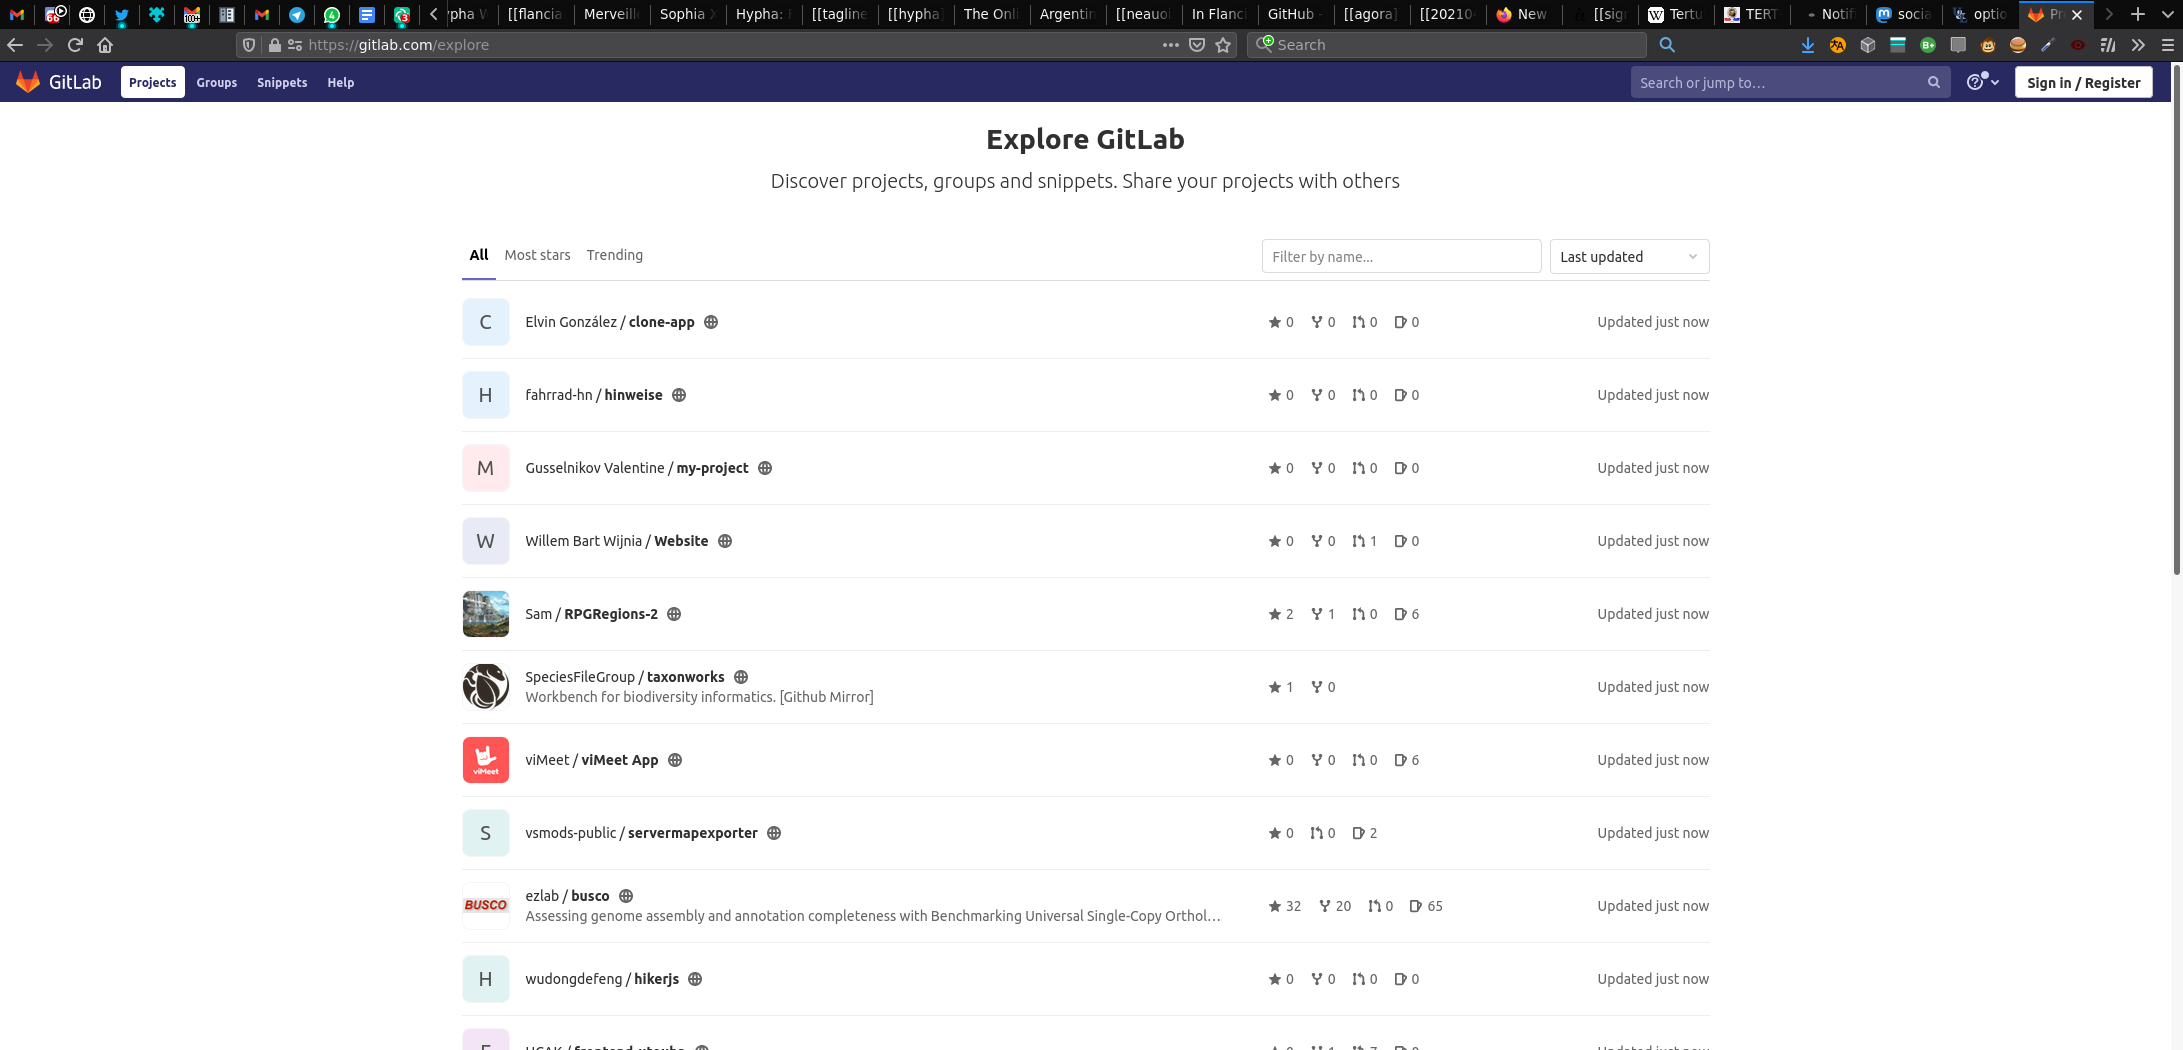 [[flancia
Merveill
Sophia X
Hypha:
[[tagline
[[hypha]
The Onli
Argentin
[[neauoi
In Flanci
GitHub -
[[agora]
[[20210
New
[[sig
Tertu
TERT
Notifi
socia
optio
https://gitlab.com/explore
Search
GitLab Projects Groups Snippets Help
Search or jump to…
Sign in / Register
Explore GitLab
Discover projects, groups and snippets. Share your projects with others
All Most stars Trending
Filter by name...
Last updated
C Elvin González / clone-app 0 0 0 0 Updated just now
H fahrrad-hn / hinweise 0 0 0 0 Updated just now
M Gusselnikov Valentine / my-project 0 0 0 0 Updated just now
W Willem Bart Wijnia / Website 0 0 1 0 Updated just now
Sam / RPGRegions-2 2 1 0 6 Updated just now
SpeciesFileGroup / taxonworks 1 0 Updated just now
Workbench for biodiversity informatics. [Github Mirror]
viMeet viMeet / viMeet App 0 0 0 6 Updated just now
S vsmods-public / servermapexporter 0 0 2 Updated just now
BUSCO ezlab / busco 32 20 0 65 Updated just now
Assessing genome assembly and annotation completeness with Benchmarking Universal Single-Copy Orthol…
H wudongdefeng / hikerjs 0 0 0 0 Updated just now